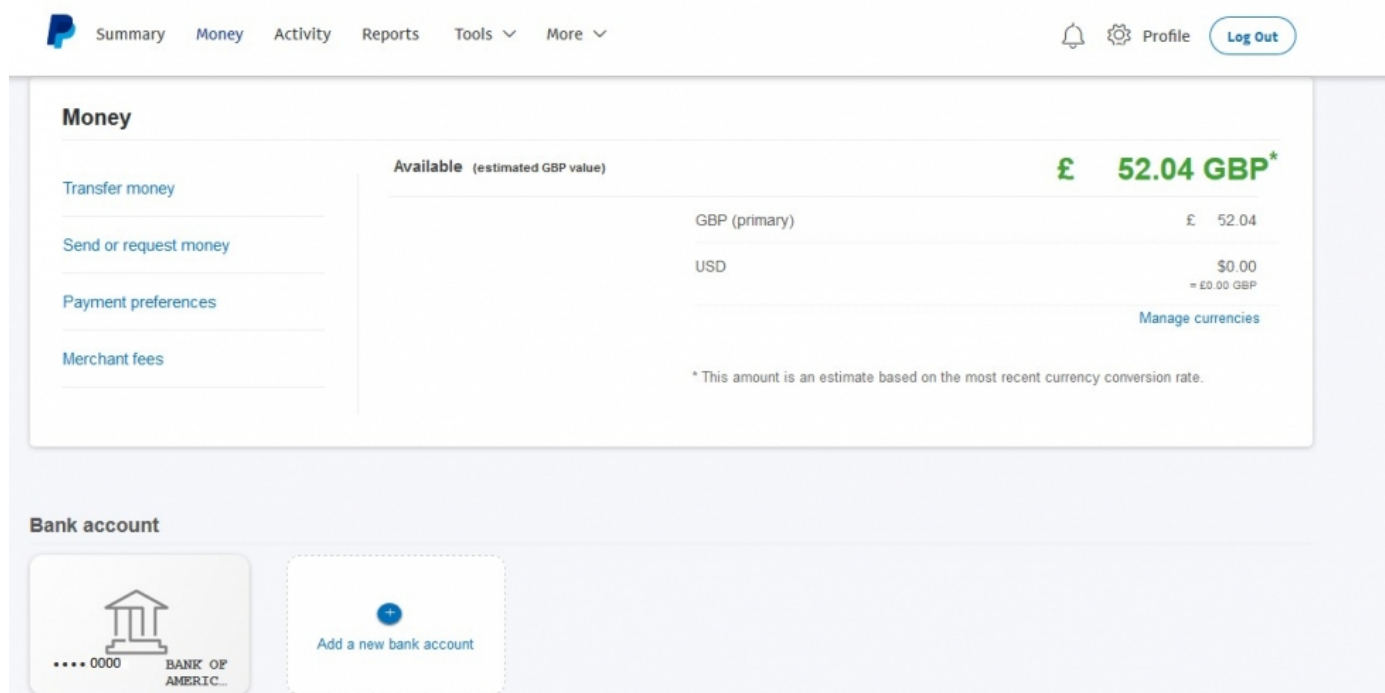 Summary Money Activity Reports Tools More Profile Log Out
Money
Transfer money
Send or request money
Payment preferences
Merchant fees
Available (estimated GBP value) £ 52.04 GBP*
GBP (primary) £ 52.04
USD $0.00
= £0.00 GBP
Manage currencies
* This amount is an estimate based on the most recent currency conversion rate.
Bank account
•••• 0000 BANK OF
AMERIC...
Add a new bank account